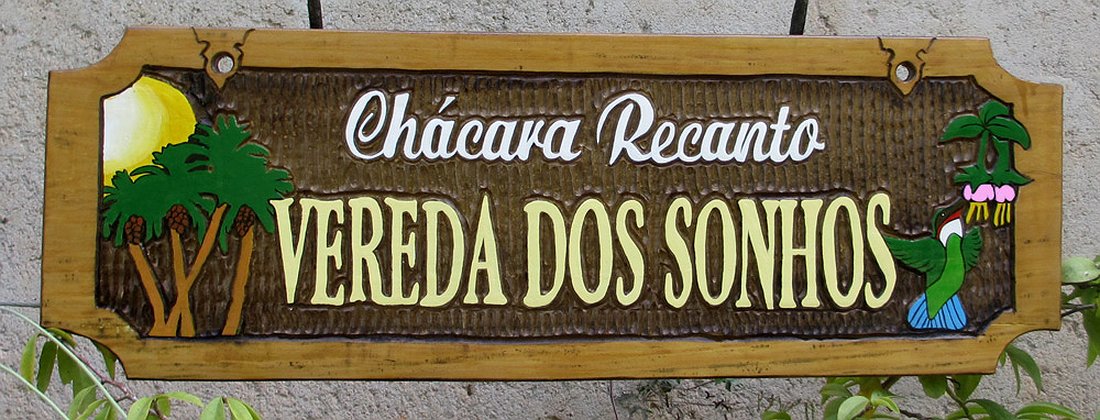 Chácara Recanto
VEREDA DOS SONHOS